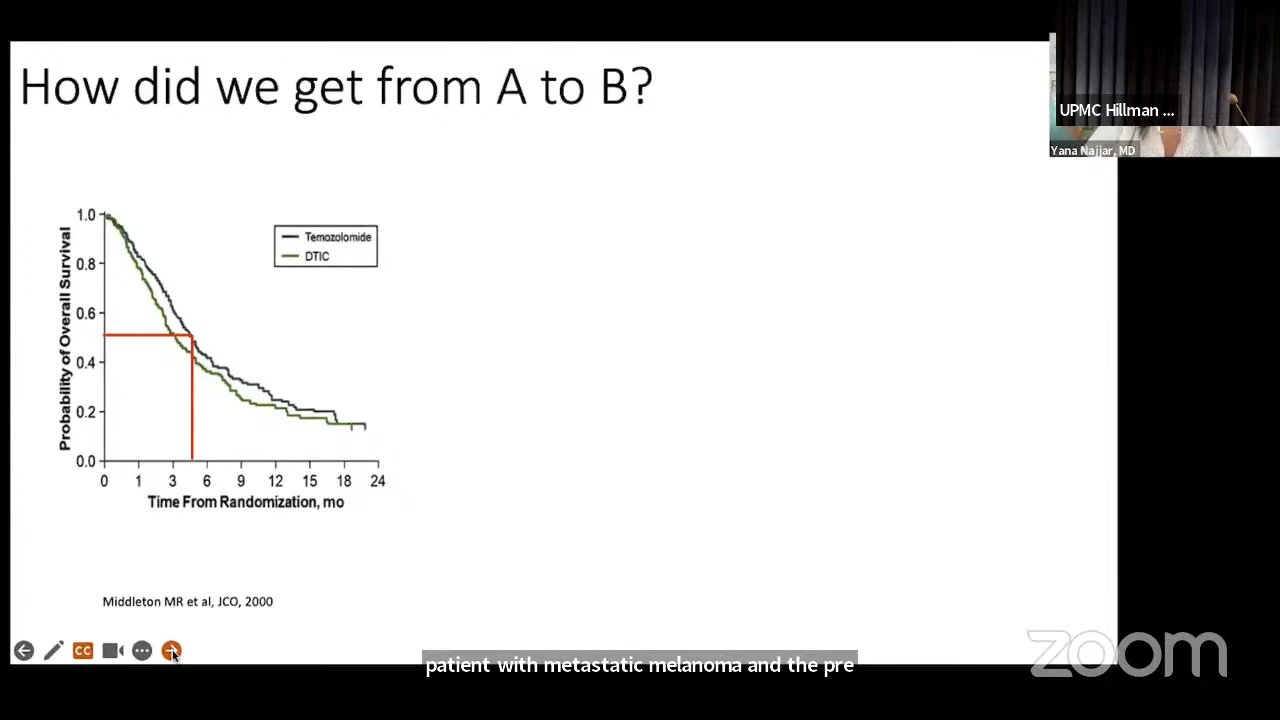 How did we get from A to B?
UPMC Hillman ...
Yana Najjar, MD
Probability of Overall Survival
1.0
0.8
0.6
0.4
0.2
0.0
Temozolomide
DTIC
0 1 3 6 9 12 15 18 24
Time From Randomization, mo
Middleton MR et al, JCO, 2000
CC
patient with metastatic melanoma and the pre
zoom